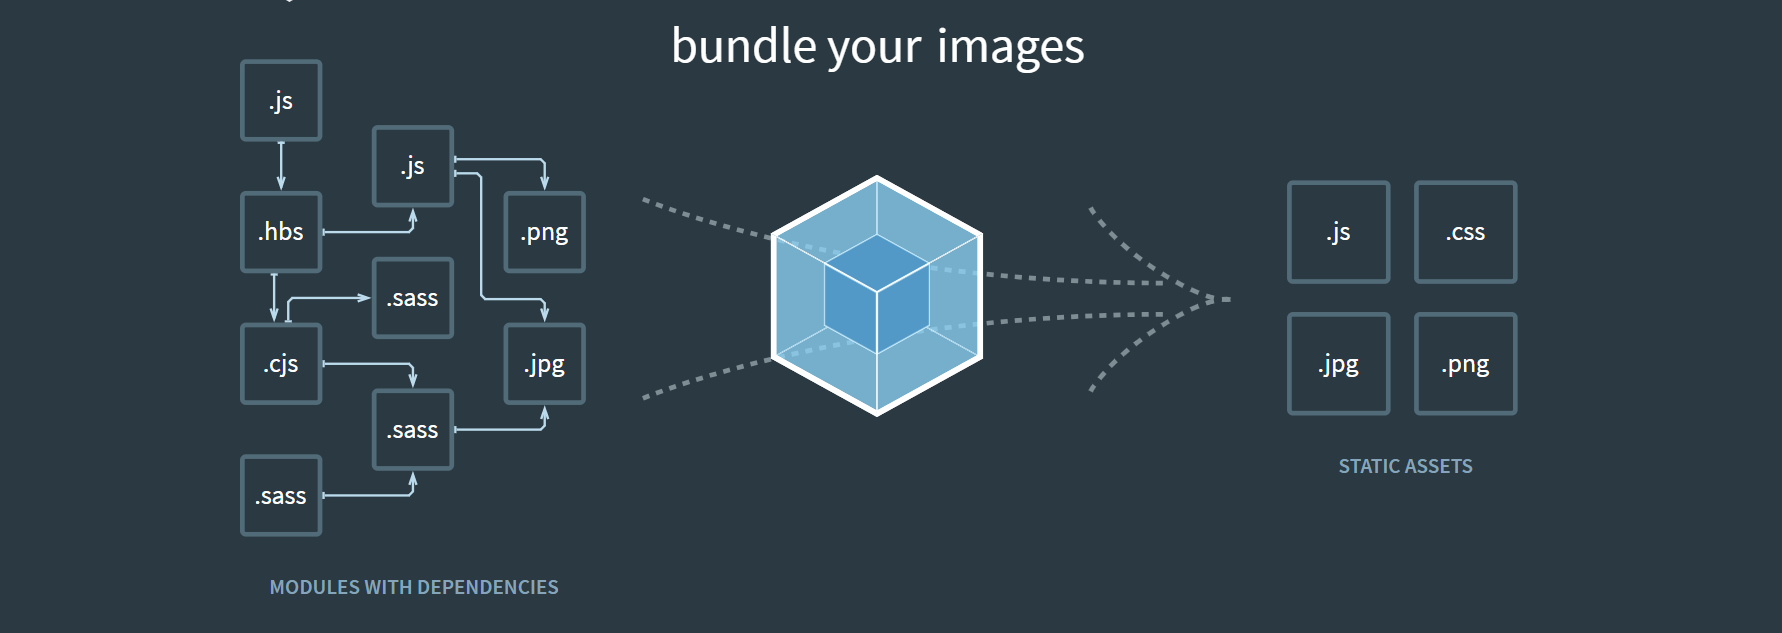 bundle your images
.js
.js
.hbs
.png
.sass
.cjs
.jpg
.sass
.sass
MODULES WITH DEPENDENCIES
.js
.css
.jpg
.png
STATIC ASSETS